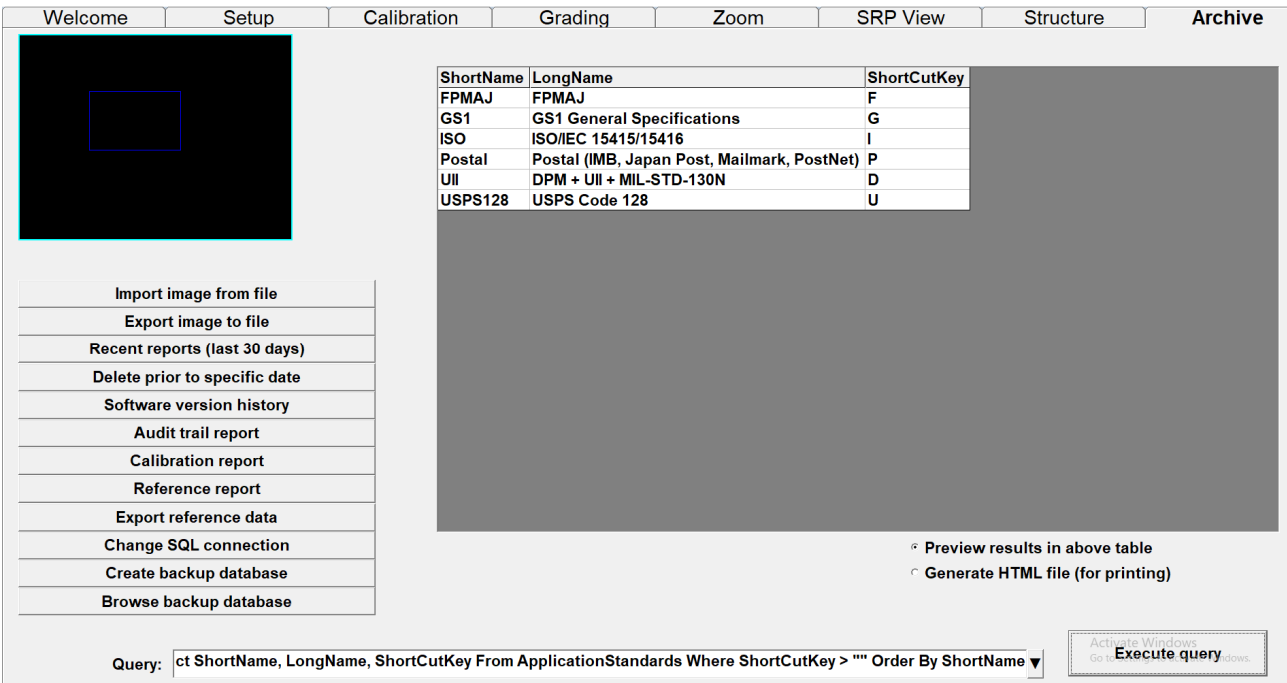 Welcome Setup Calibration Grading Zoom SRP View Structure Archive
ShortName LongName ShortCutKey
FPMAJ FPMAJ F
GS1 GS1 General Specifications G
ISO ISO/IEC 15415/15416 I
Postal Postal (IMB, Japan Post, Mailmark, PostNet) P
UII DPM + UII + MIL-STD-130N D
USPS128 USPS Code 128 U
Import image from file
Export image to file
Recent reports (last 30 days)
Delete prior to specific date
Software version history
Audit trail report
Calibration report
Reference report
Export reference data
Change SQL connection
Create backup database
Browse backup database
Preview results in above table
Generate HTML file (for printing)
Query: ct ShortName, LongName, ShortCutKey From ApplicationStandards Where ShortCutKey > "" Order By ShortName
Activate Windows
Execute query
Go to Settings to